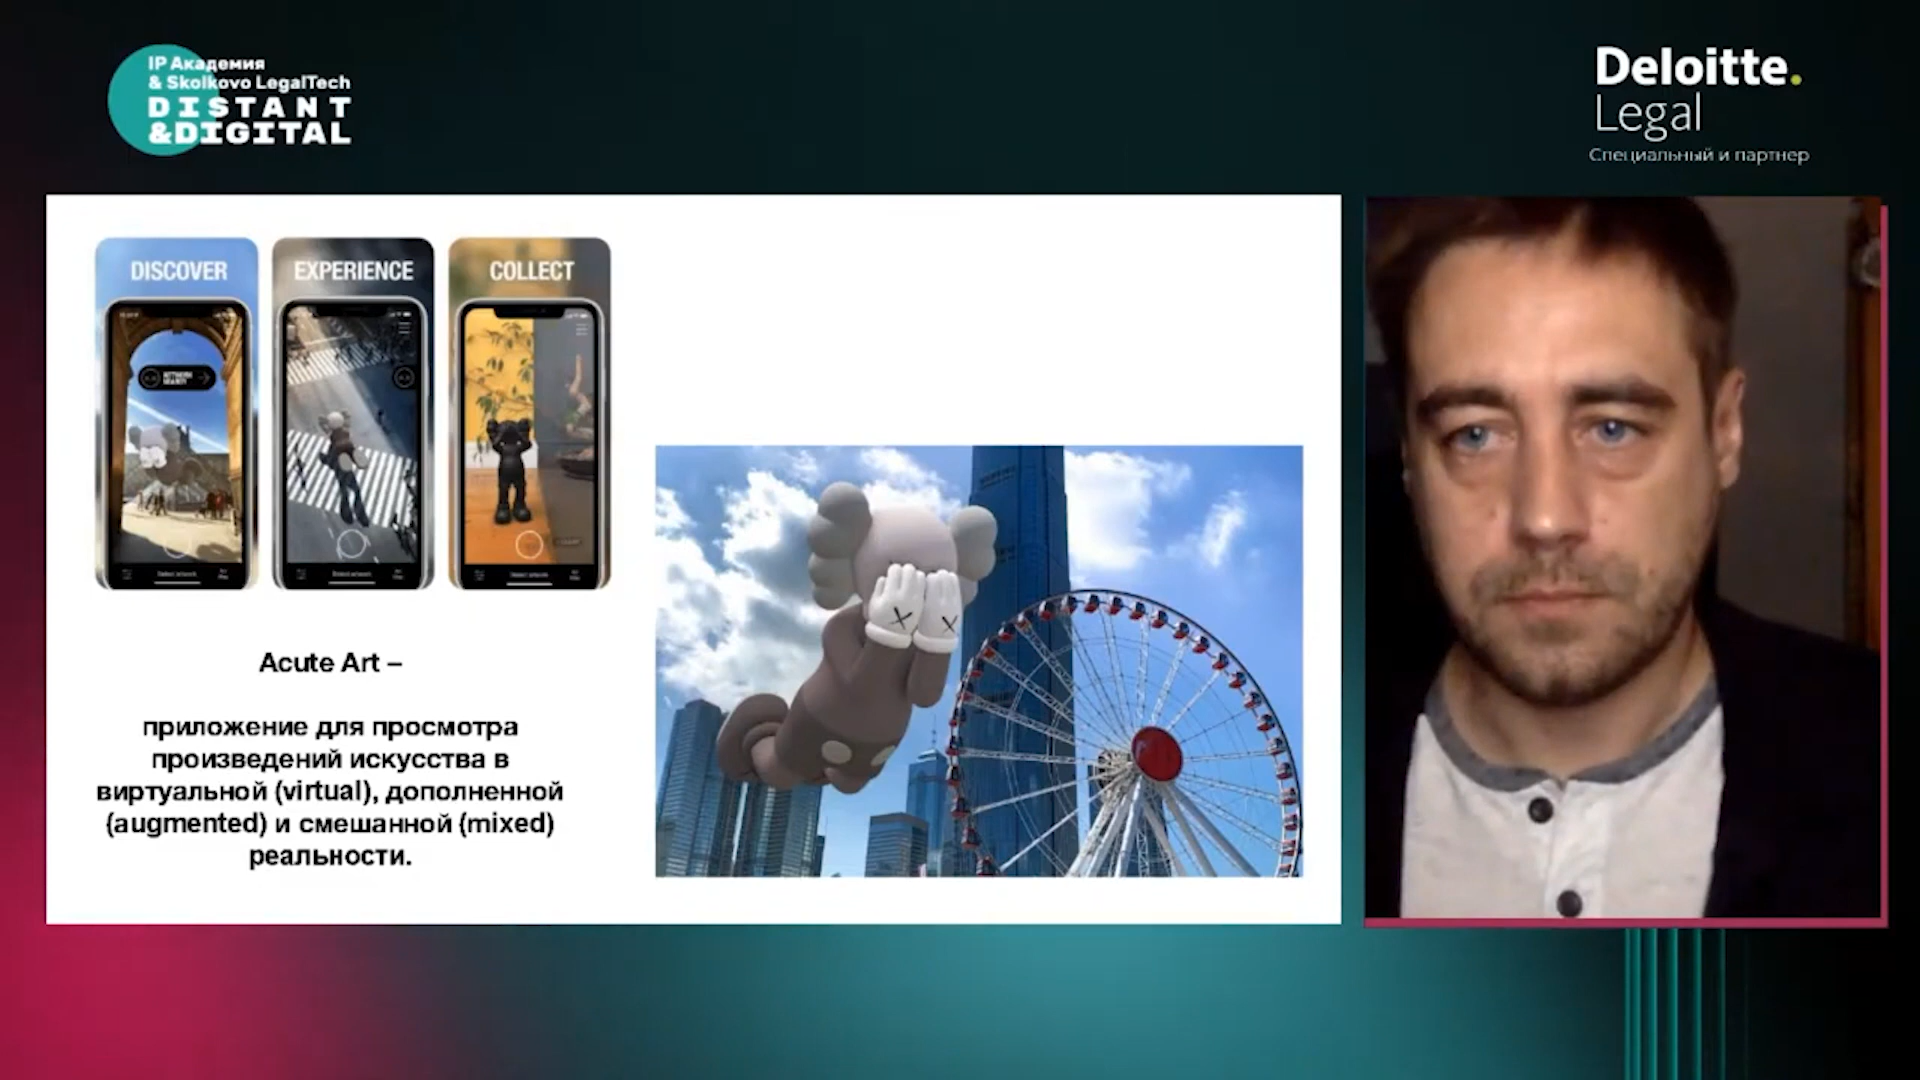 IP Академия
& Skolkovo LegalTech
DISTANT
&DIGITAL
Deloitte.
Legal
Специальный и партнер
DISCOVER
EXPERIENCE
COLLECT
Acute Art –
приложение для просмотра
произведений искусства в
виртуальной (virtual), дополненной
(augmented) и смешанной (mixed)
реальности.